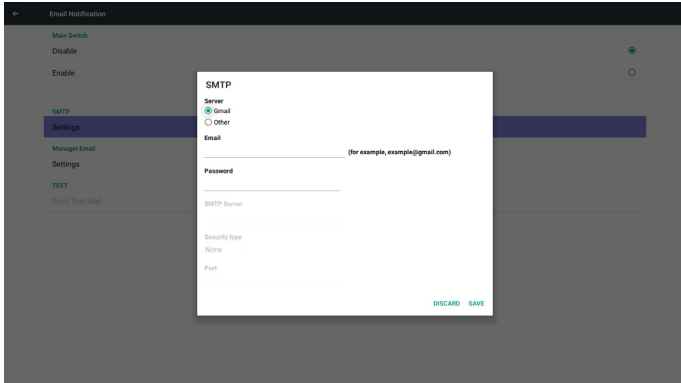 Email Notification
Main Switch
Disable
Enable
SMTP
Settings
Manager Email
Settings
TEST
Send Test Mail
SMTP
Server
Gmail
Other
Email
(for example, example@gmail.com)
Password
SMTP Server
Security type
None
Port
DISCARD SAVE